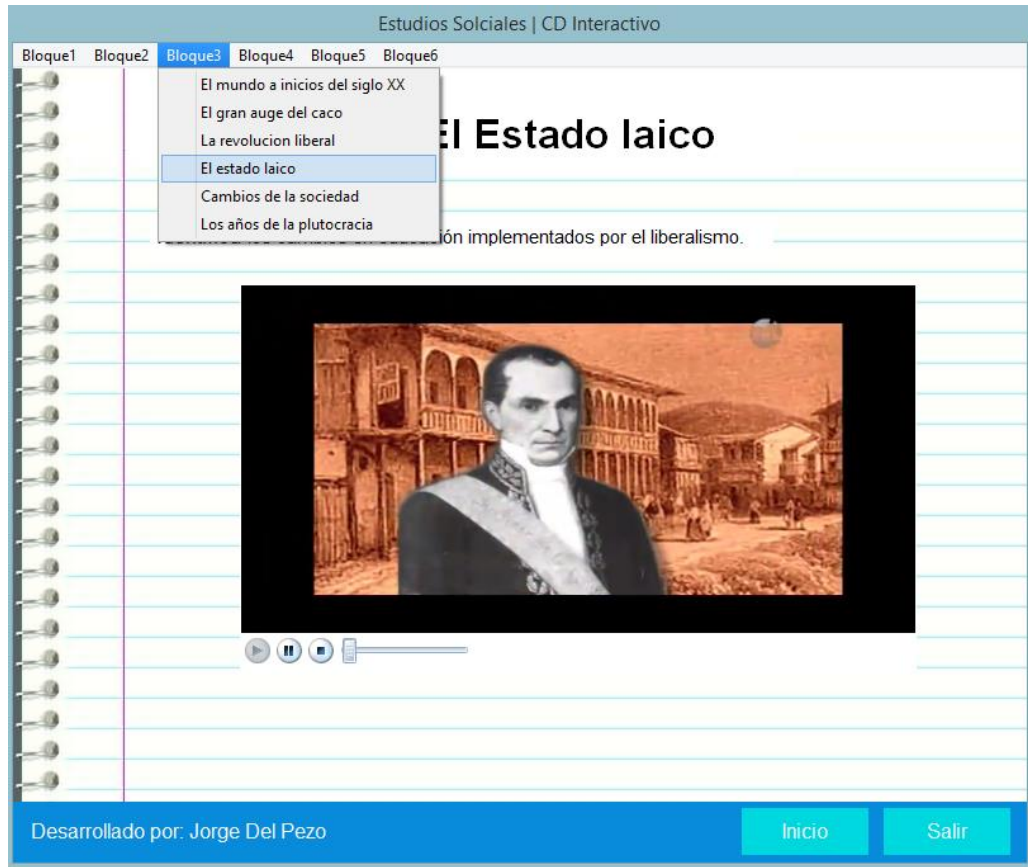 Estudios Solciales | CD Interactivo
Bloque1 Bloque2 Bloque3 Bloque4 Bloque5 Bloque6
El mundo a inicios del siglo XX
El gran auge del caco
La revolucion liberal
El estado laico
Cambios de la sociedad
Los años de la plutocracia
El Estado laico
ión implementados por el liberalismo.
Desarrollado por: Jorge Del Pezo
Inicio
Salir